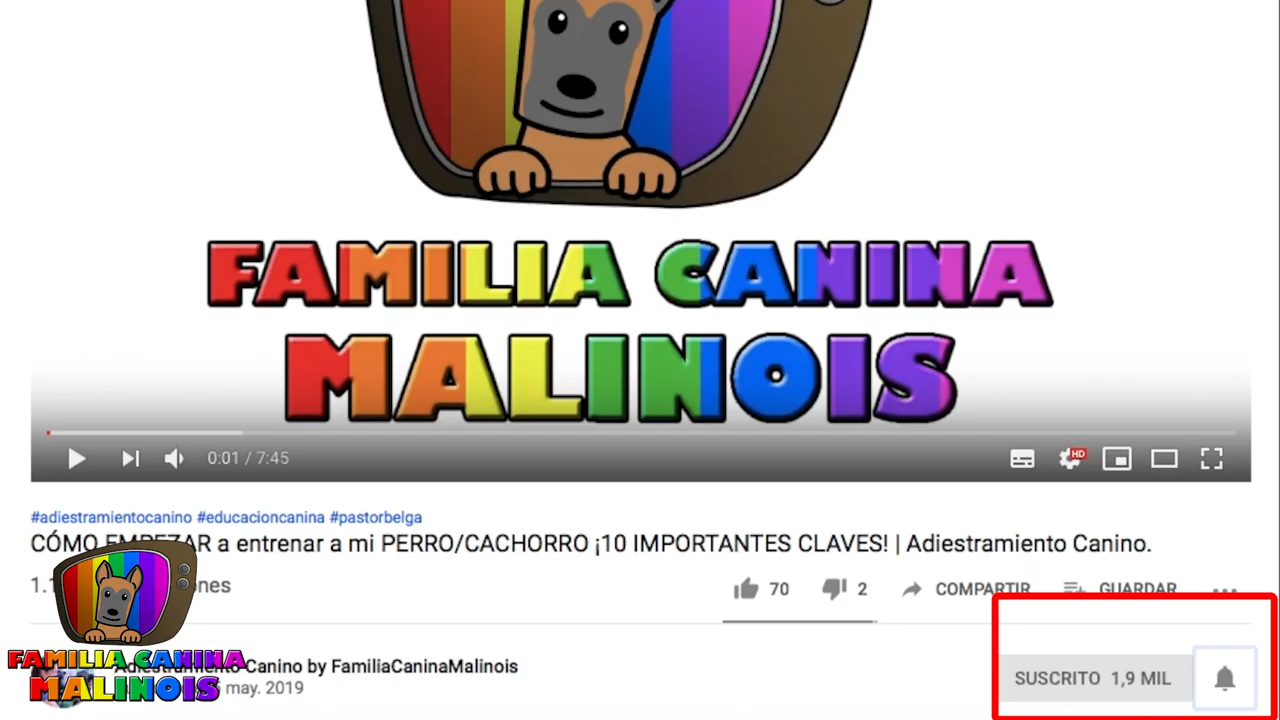 FAMILIA CANINA
MALINOIS
0:01 / 7:45
HD
#adiestramientocanino #educacioncanina #pastorbelga
CÓMO EMPEZAR a entrenar a mi PERRO/CACHORRO ¡10 IMPORTANTES CLAVES! | Adiestramiento Canino.
70 2 COMPARTIR GUARDAR
Adiestramiento Canino by FamiliaCaninaMalinois
may. 2019
SUSCRITO 1,9 MIL
FAMILIA CANINA
MALINOIS